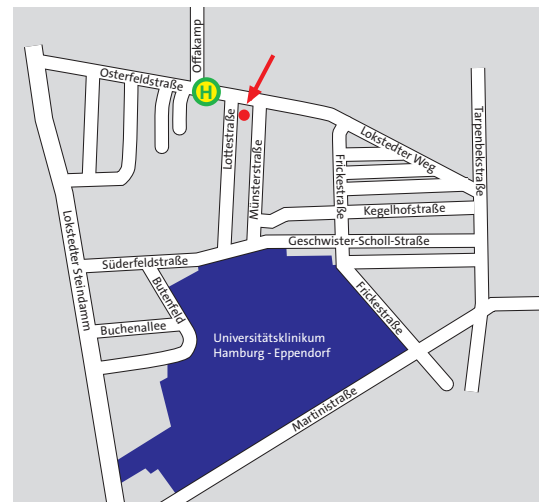 Offakamp
Osterfeldstraße
H
Lottestraße
Münsterstraße
Lokstedter Weg
Tarpenbekstraße
Frickestraße
Kegelhofstraße
Geschwister-Scholl-Straße
Lokstedter Steindamm
Süderfeldstraße
Butenfeld
Frickestraße
Buchenallee
Universitätsklinikum
Hamburg - Eppendorf
Martinistraße